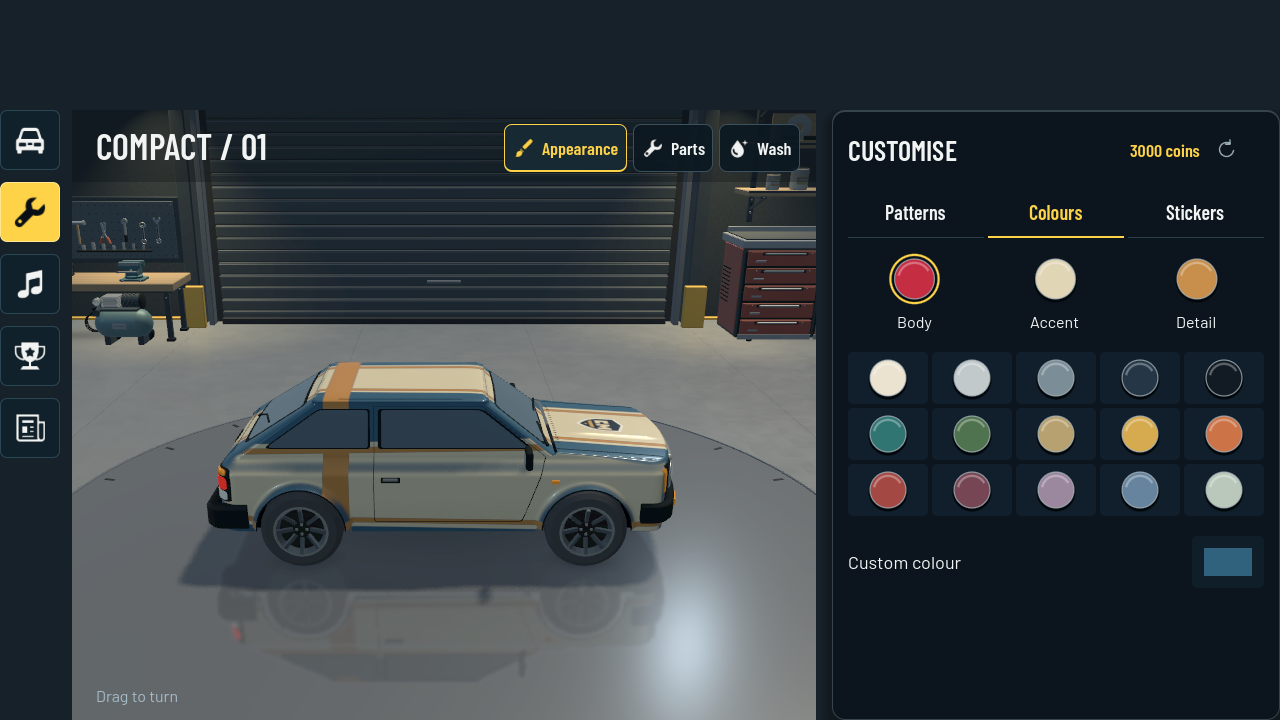 COMPACT / 01
Appearance
Parts
Wash
CUSTOMISE
3000 coins
Patterns
Colours
Stickers
Body
Accent
Detail
Custom colour
Drag to turn